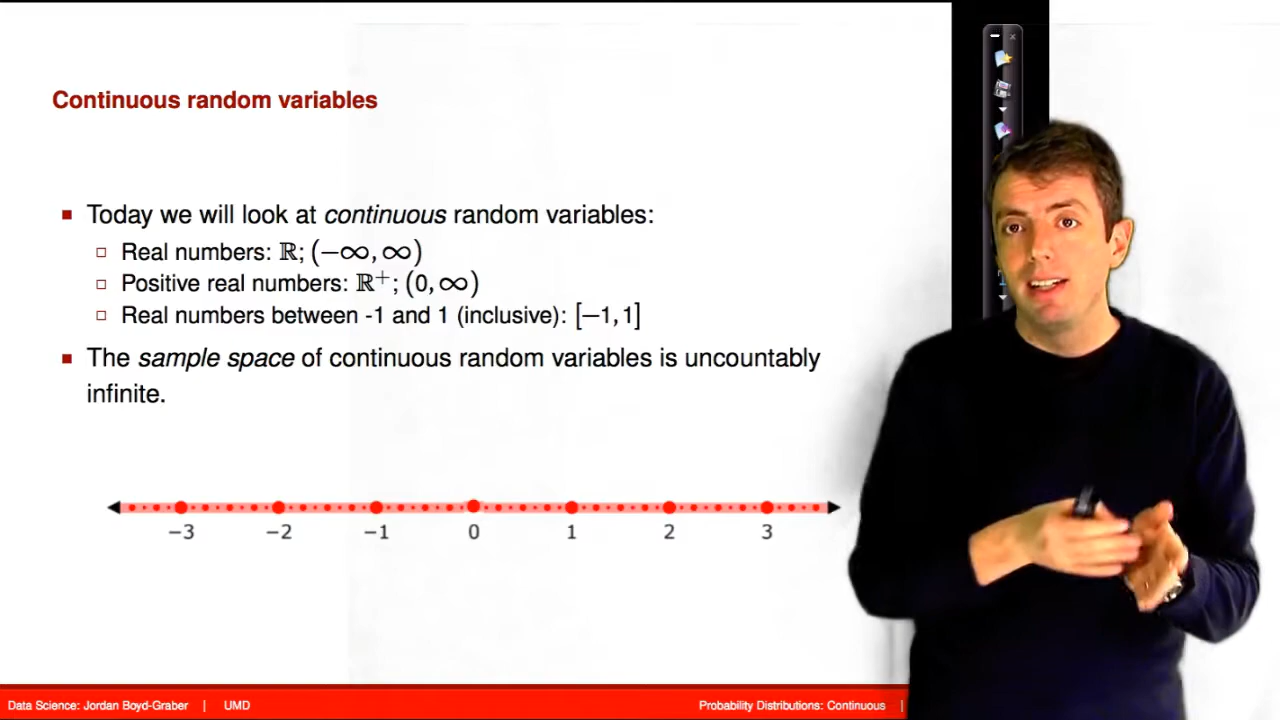 Continuous random variables
Today we will look at continuous random variables:
Real numbers: ℝ; (−∞, ∞)
Positive real numbers: ℝ⁺; (0, ∞)
Real numbers between -1 and 1 (inclusive): [−1, 1]
The sample space of continuous random variables is uncountably
infinite.
−3 −2 −1 0 1 2 3
Data Science: Jordan Boyd-Graber | UMD Probability Distributions: Continuous |